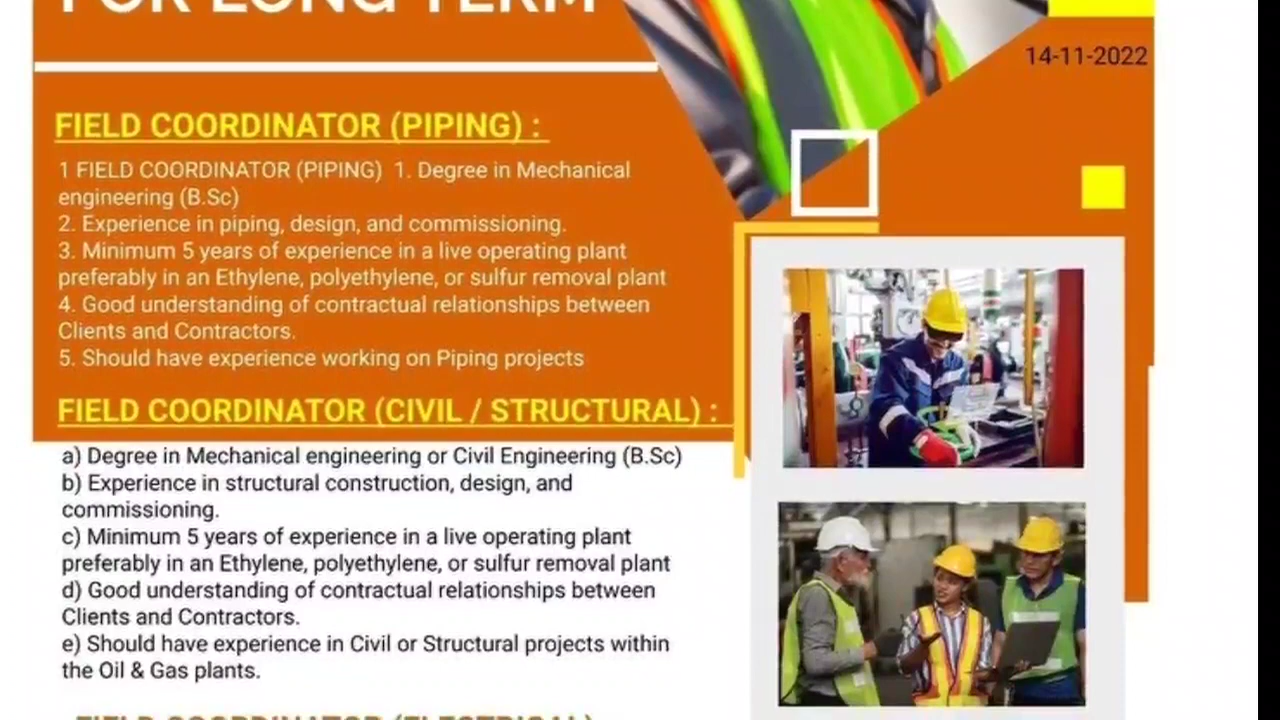 FOR LONG TERM
14-11-2022
FIELD COORDINATOR (PIPING) :
1 FIELD COORDINATOR (PIPING)  1. Degree in Mechanical
engineering (B.Sc)
2. Experience in piping, design, and commissioning.
3. Minimum 5 years of experience in a live operating plant
preferably in an Ethylene, polyethylene, or sulfur removal plant
4. Good understanding of contractual relationships between
Clients and Contractors.
5. Should have experience working on Piping projects
FIELD COORDINATOR (CIVIL / STRUCTURAL) :
a) Degree in Mechanical engineering or Civil Engineering (B.Sc)
b) Experience in structural construction, design, and
commissioning.
c) Minimum 5 years of experience in a live operating plant
preferably in an Ethylene, polyethylene, or sulfur removal plant
d) Good understanding of contractual relationships between
Clients and Contractors.
e) Should have experience in Civil or Structural projects within
the Oil & Gas plants.
FIELD COORDINATOR (ELECTRICAL)